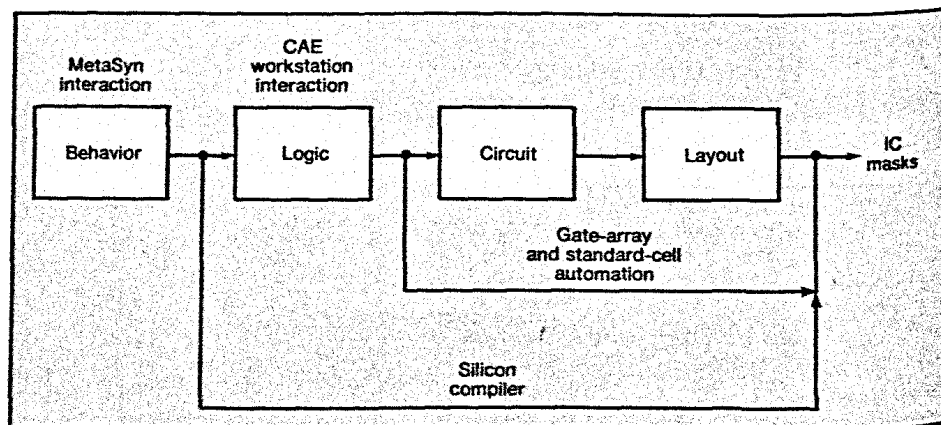 MetaSyn
interaction
CAE
workstation
interaction
Behavior
Logic
Circuit
Layout
IC
masks
Gate-array
and standard-cell
automation
Silicon
compiler